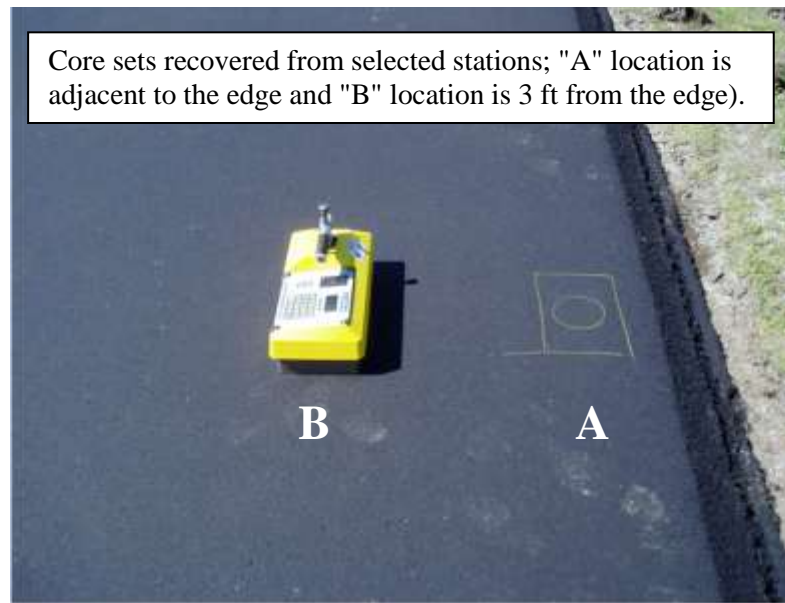 Core sets recovered from selected stations; "A" location is
adjacent to the edge and "B" location is 3 ft from the edge).
B A